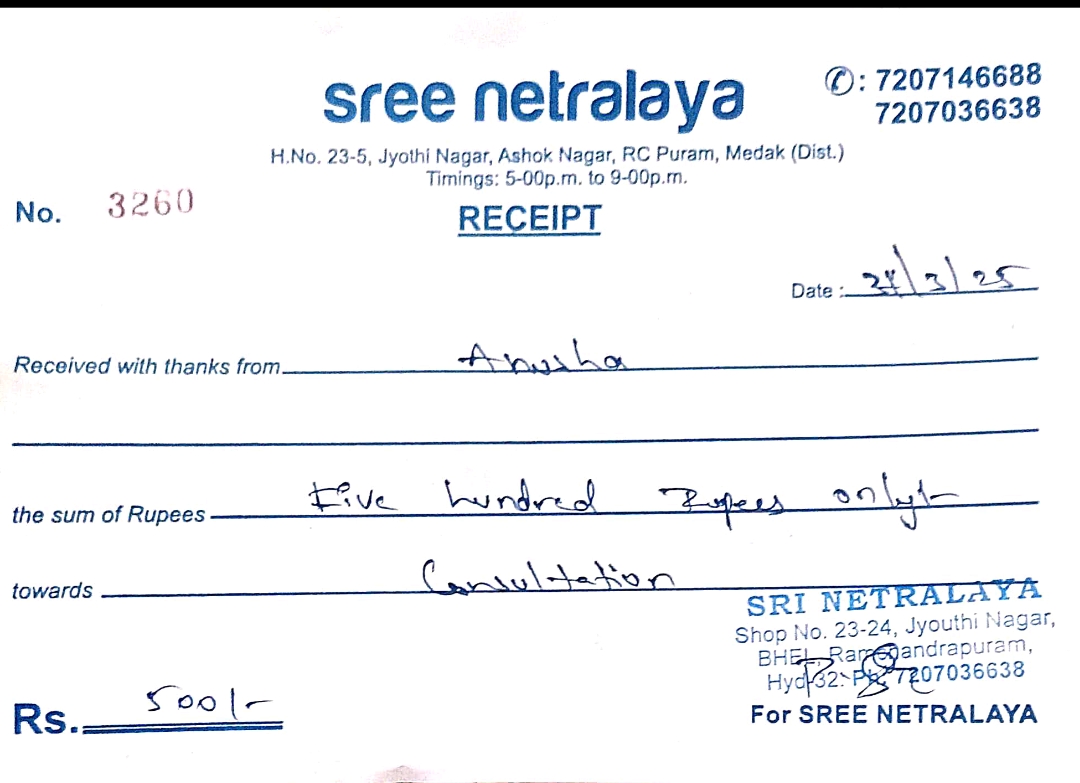 sree netralaya
✆: 7207146688
7207036638
H.No. 23-5, Jyothi Nagar, Ashok Nagar, RC Puram, Medak (Dist.)
Timings: 5-00p.m. to 9-00p.m.
No. 3260
RECEIPT
Date : /3/25
Received with thanks from Anusha
the sum of Rupees Five hundred Rupees only/-
towards Consultation
SRI NETRALAYA
Shop No. 23-24, Jyouthi Nagar,
BHEL, Ramchandrapuram,
Hyd-32. Ph: 7207036638
Rs. 500/-
For SREE NETRALAYA